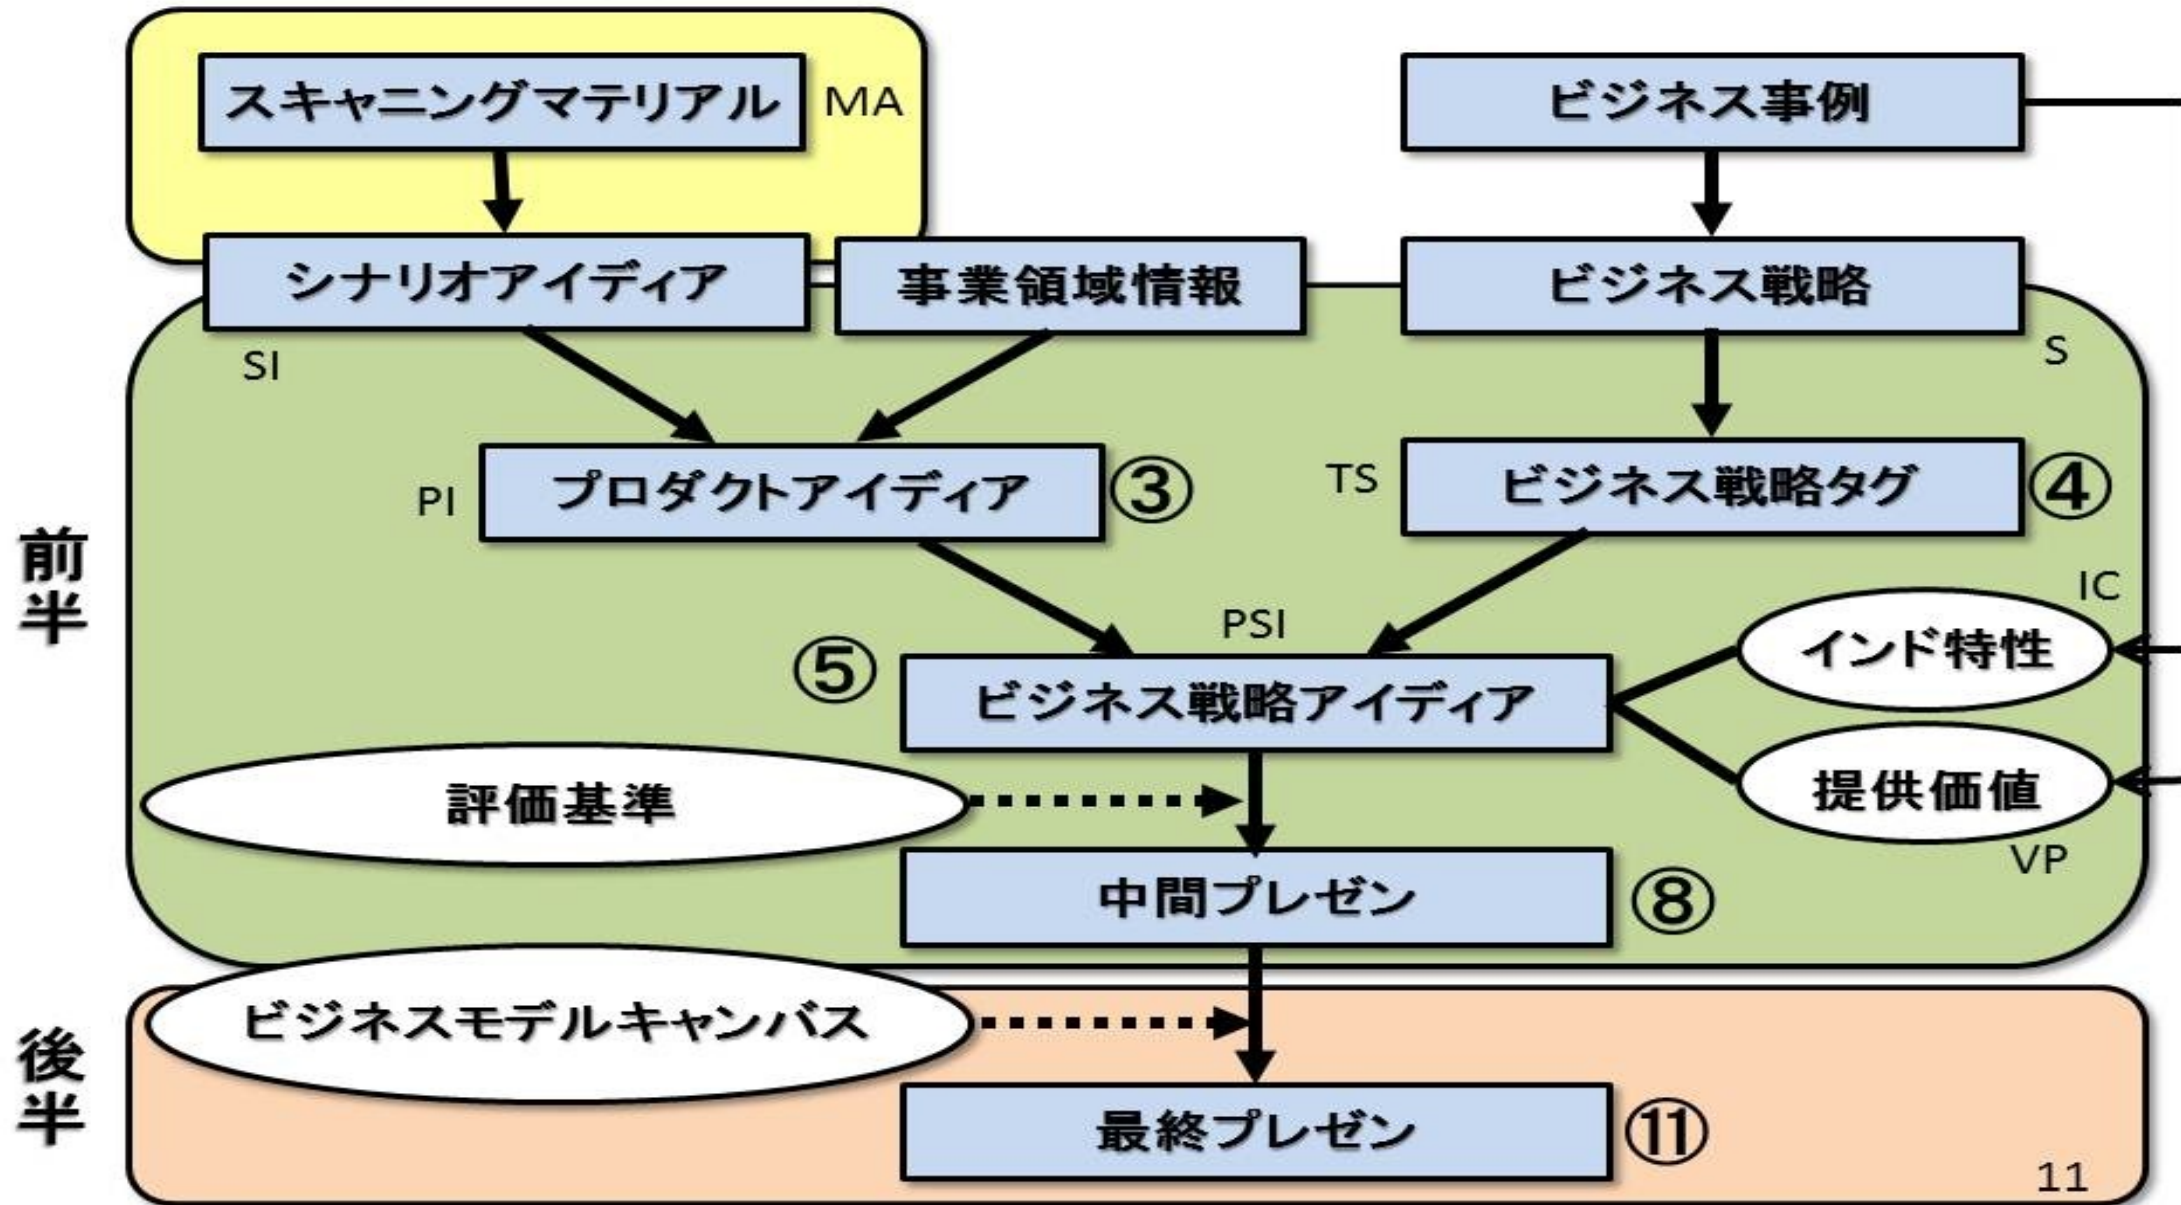 スキャニングマテリアル
MA
ビジネス事例
シナリオアイディア
事業領域情報
ビジネス戦略
SI
S
プロダクトアイディア
③
PI
TS
ビジネス戦略タグ
④
前半
IC
PSI
インド特性
⑤
ビジネス戦略アイディア
提供価値
評価基準
VP
中間プレゼン
⑧
ビジネスモデルキャンバス
後半
最終プレゼン
⑪
11